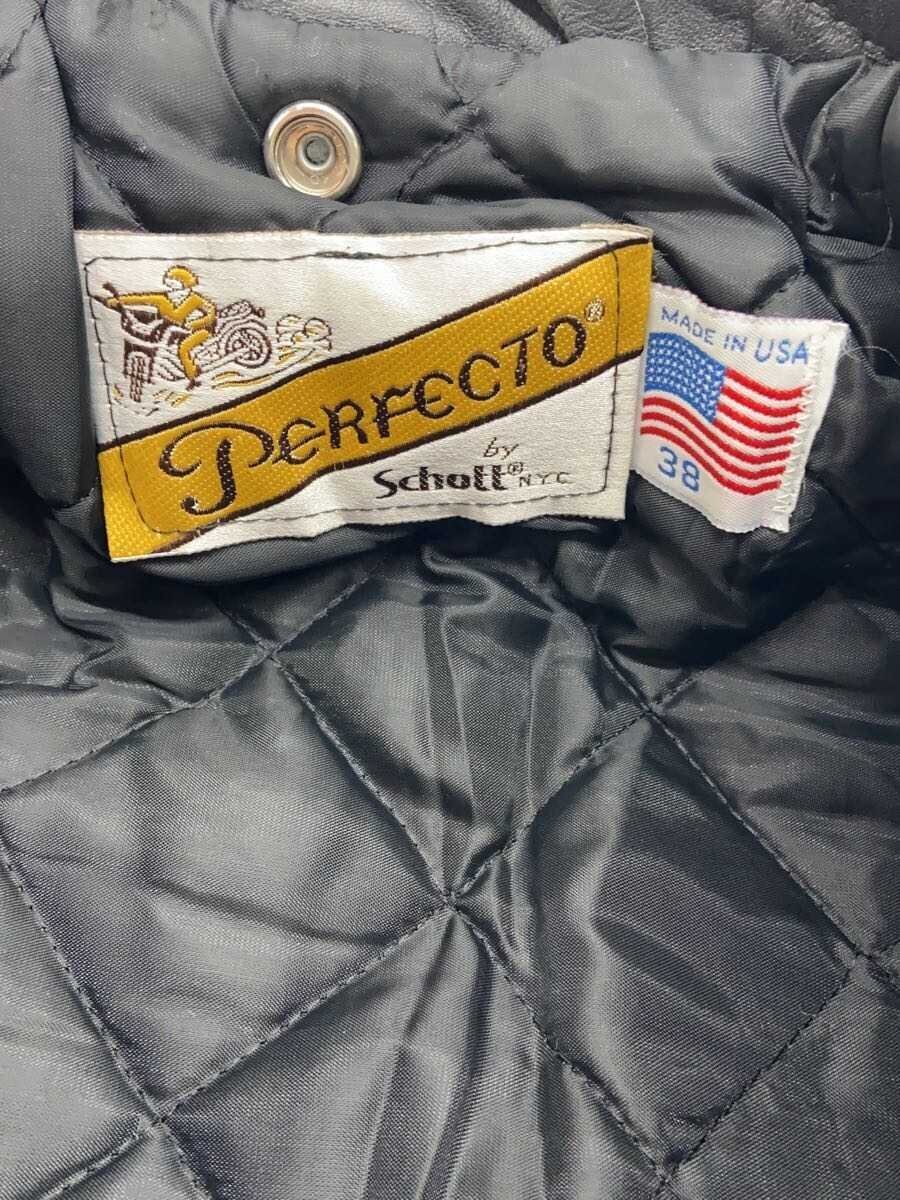 PERFECTO®
by
Schott® NYC
MADE IN USA
38